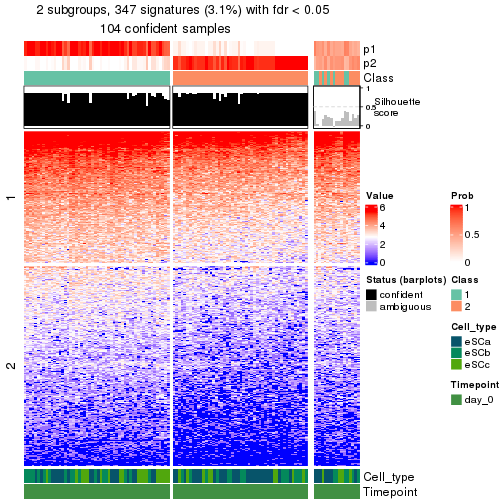 2 subgroups, 347 signatures (3.1%) with fdr < 0.05
104 confident samples
p1
p2
Class
1
0.5
0
Silhouette
score
1
2
Value
6
4
2
0
Prob
1
0.5
0
Status (barplots)
confident
ambiguous
Class
1
2
Cell_type
eSCa
eSCb
eSCc
Timepoint
day_0
Cell_type
Timepoint